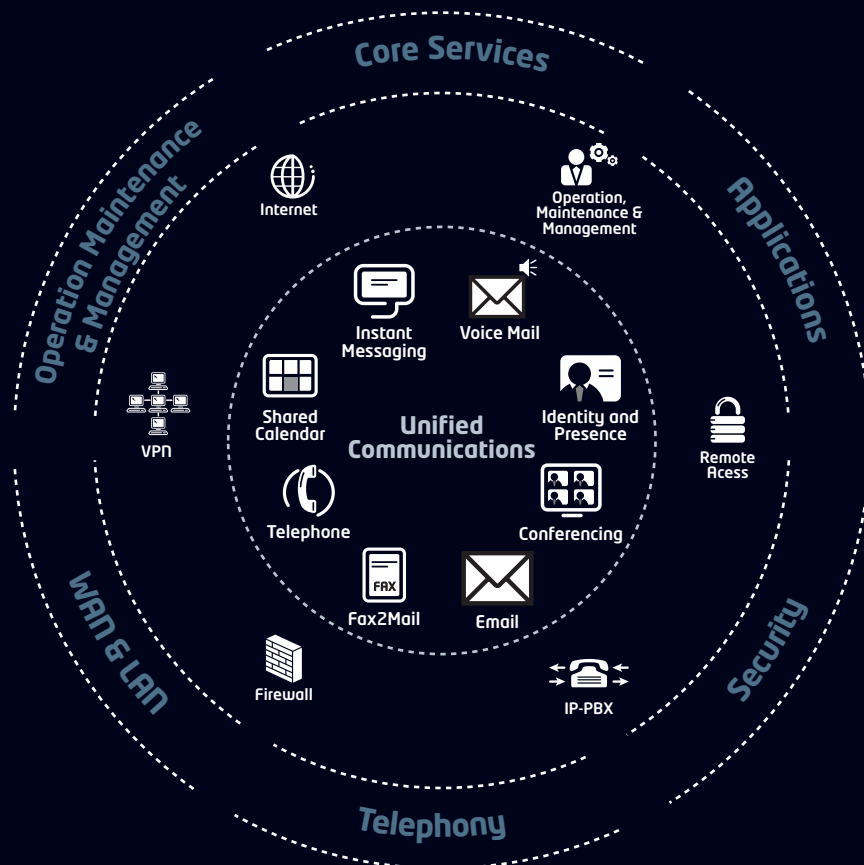 Core Services
Operation Maintenance
& Management
Applications
Internet
Operation,
Maintenance &
Management
Instant
Messaging
Voice Mail
Shared
Calendar
Unified
Communications
Identity and
Presence
VPN
Remote
Acess
Telephone
Conferencing
FAX
Fax2Mail
Email
WAN & LAN
Security
Firewall
IP-PBX
Telephony